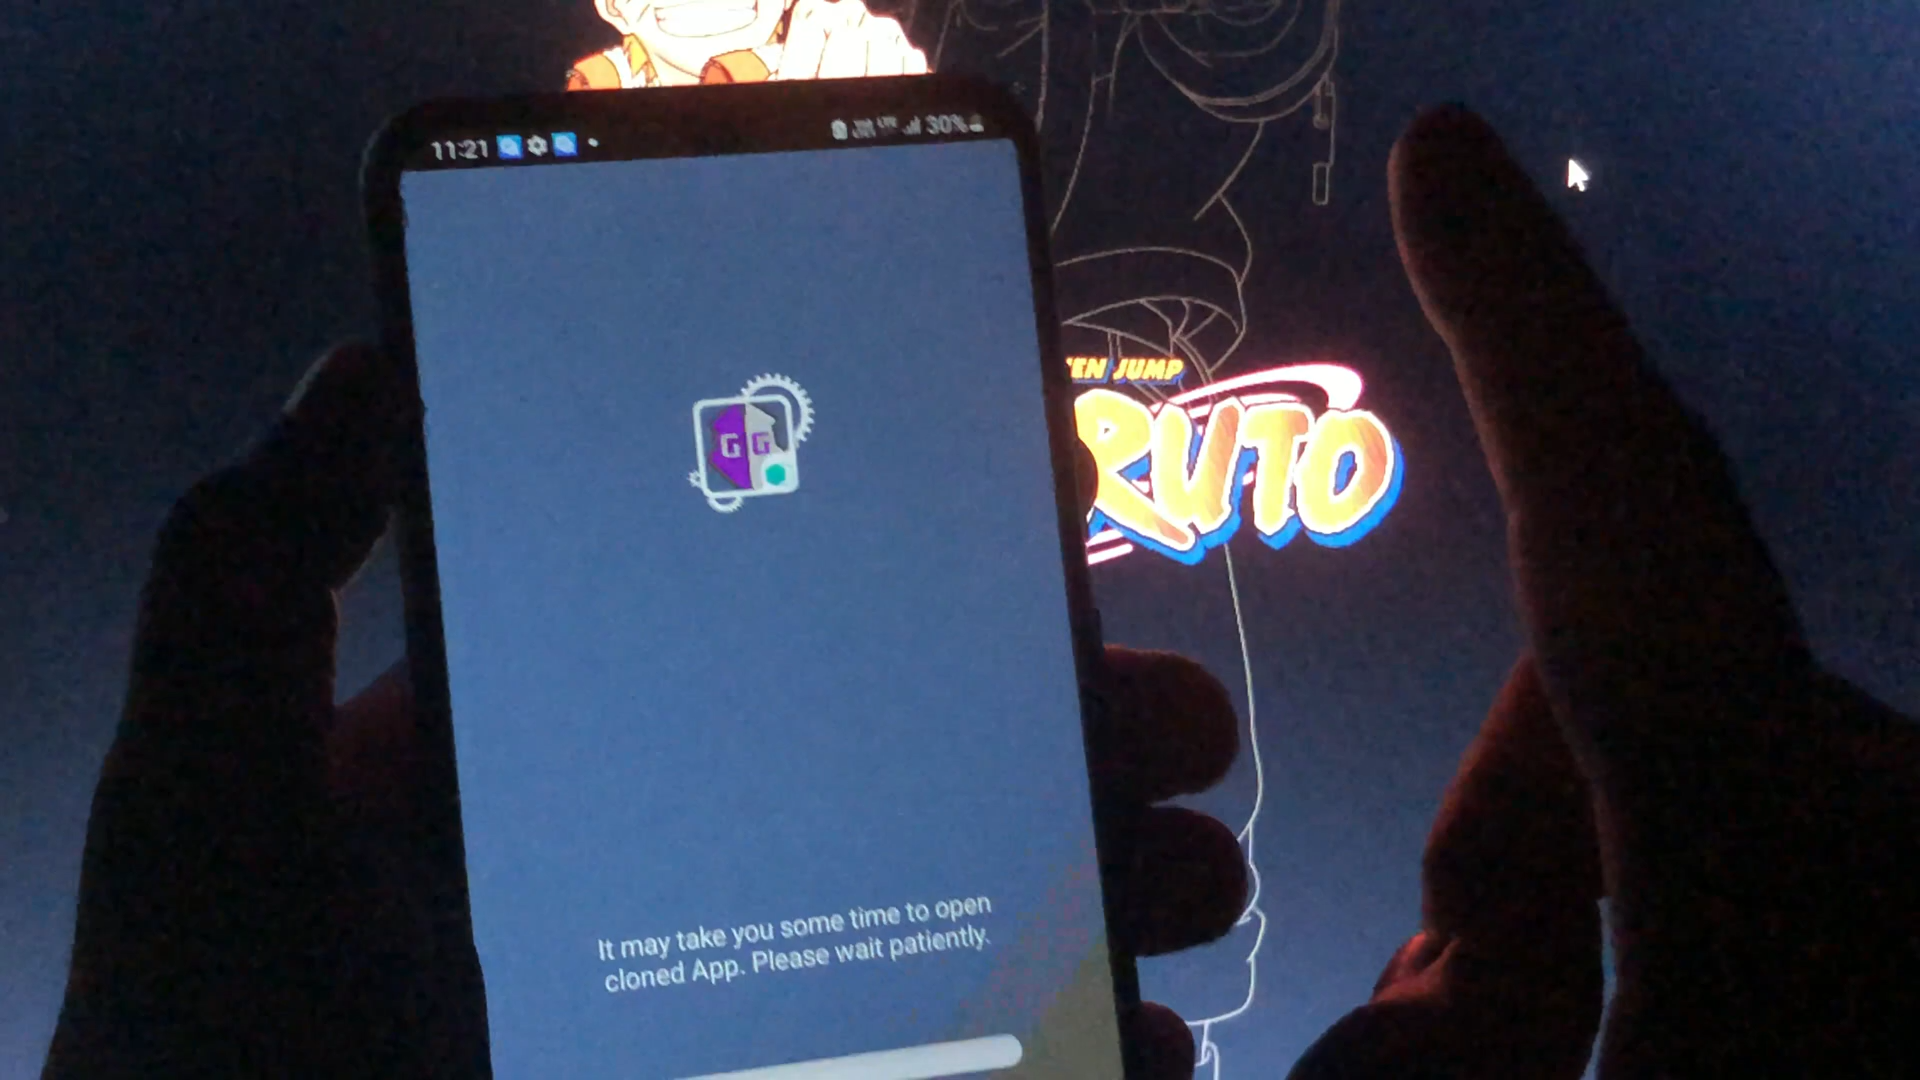 11:21
30%
G G
EN JUMP
RUTO
It may take you some time to open
cloned App. Please wait patiently.